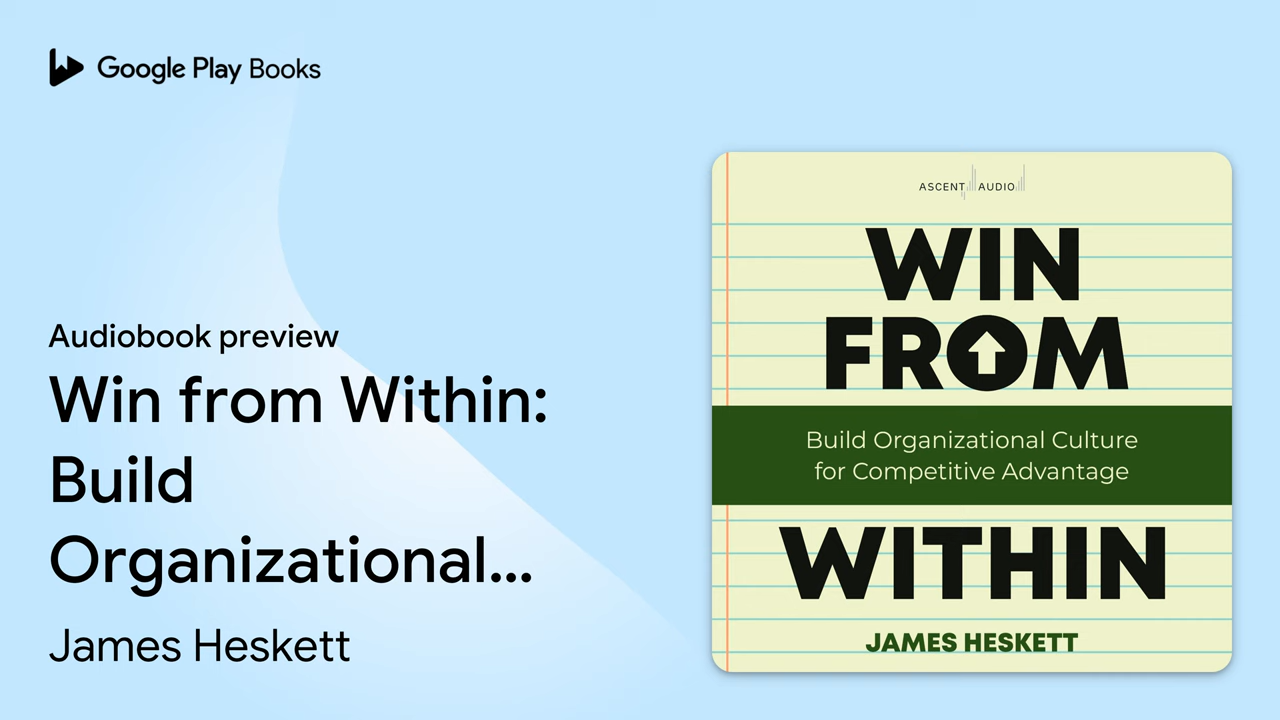 Google Play Books
Audiobook preview
Win from Within:
Build
Organizational...
James Heskett
ASCENT AUDIO
WIN
FROM
Build Organizational Culture
for Competitive Advantage
WITHIN
JAMES HESKETT